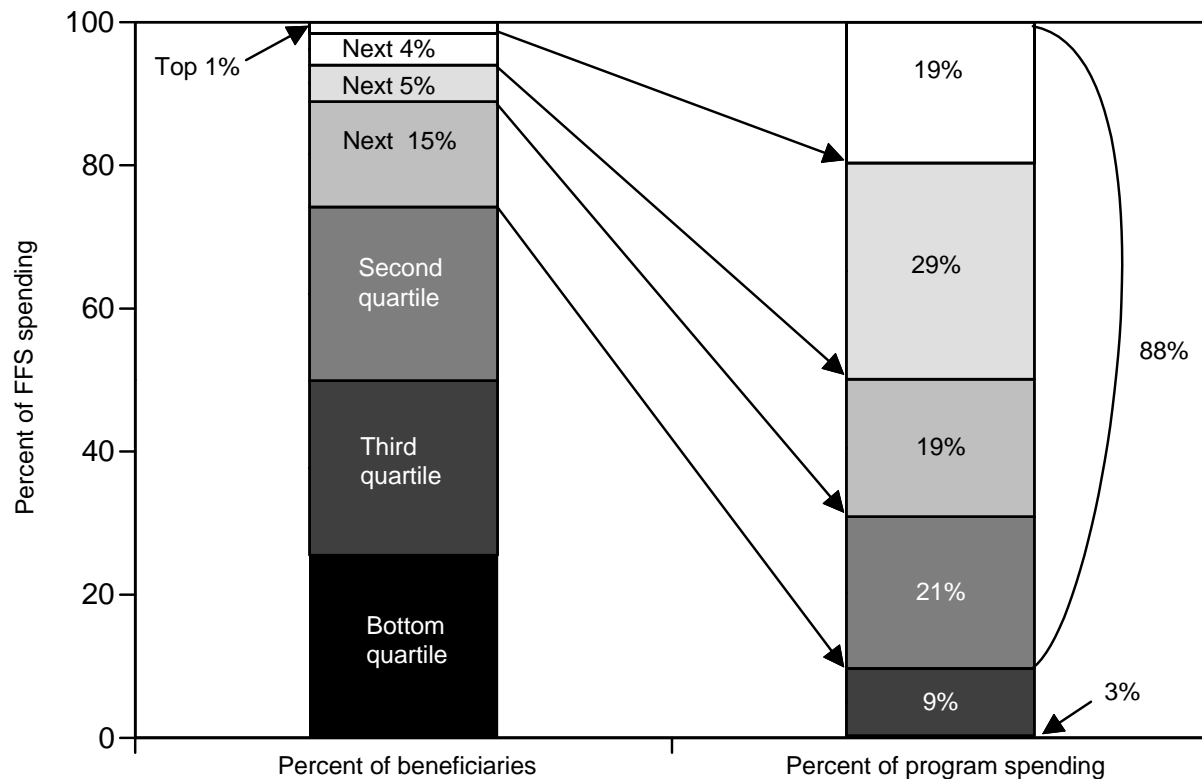 Percent of FFS spending
100
80
60
40
20
0
Top 1%
Next 4%
Next 5%
Next 15%
Second
quartile
Third
quartile
Bottom
quartile
19%
29%
19%
21%
9%
88%
3%
Percent of beneficiaries
Percent of program spending